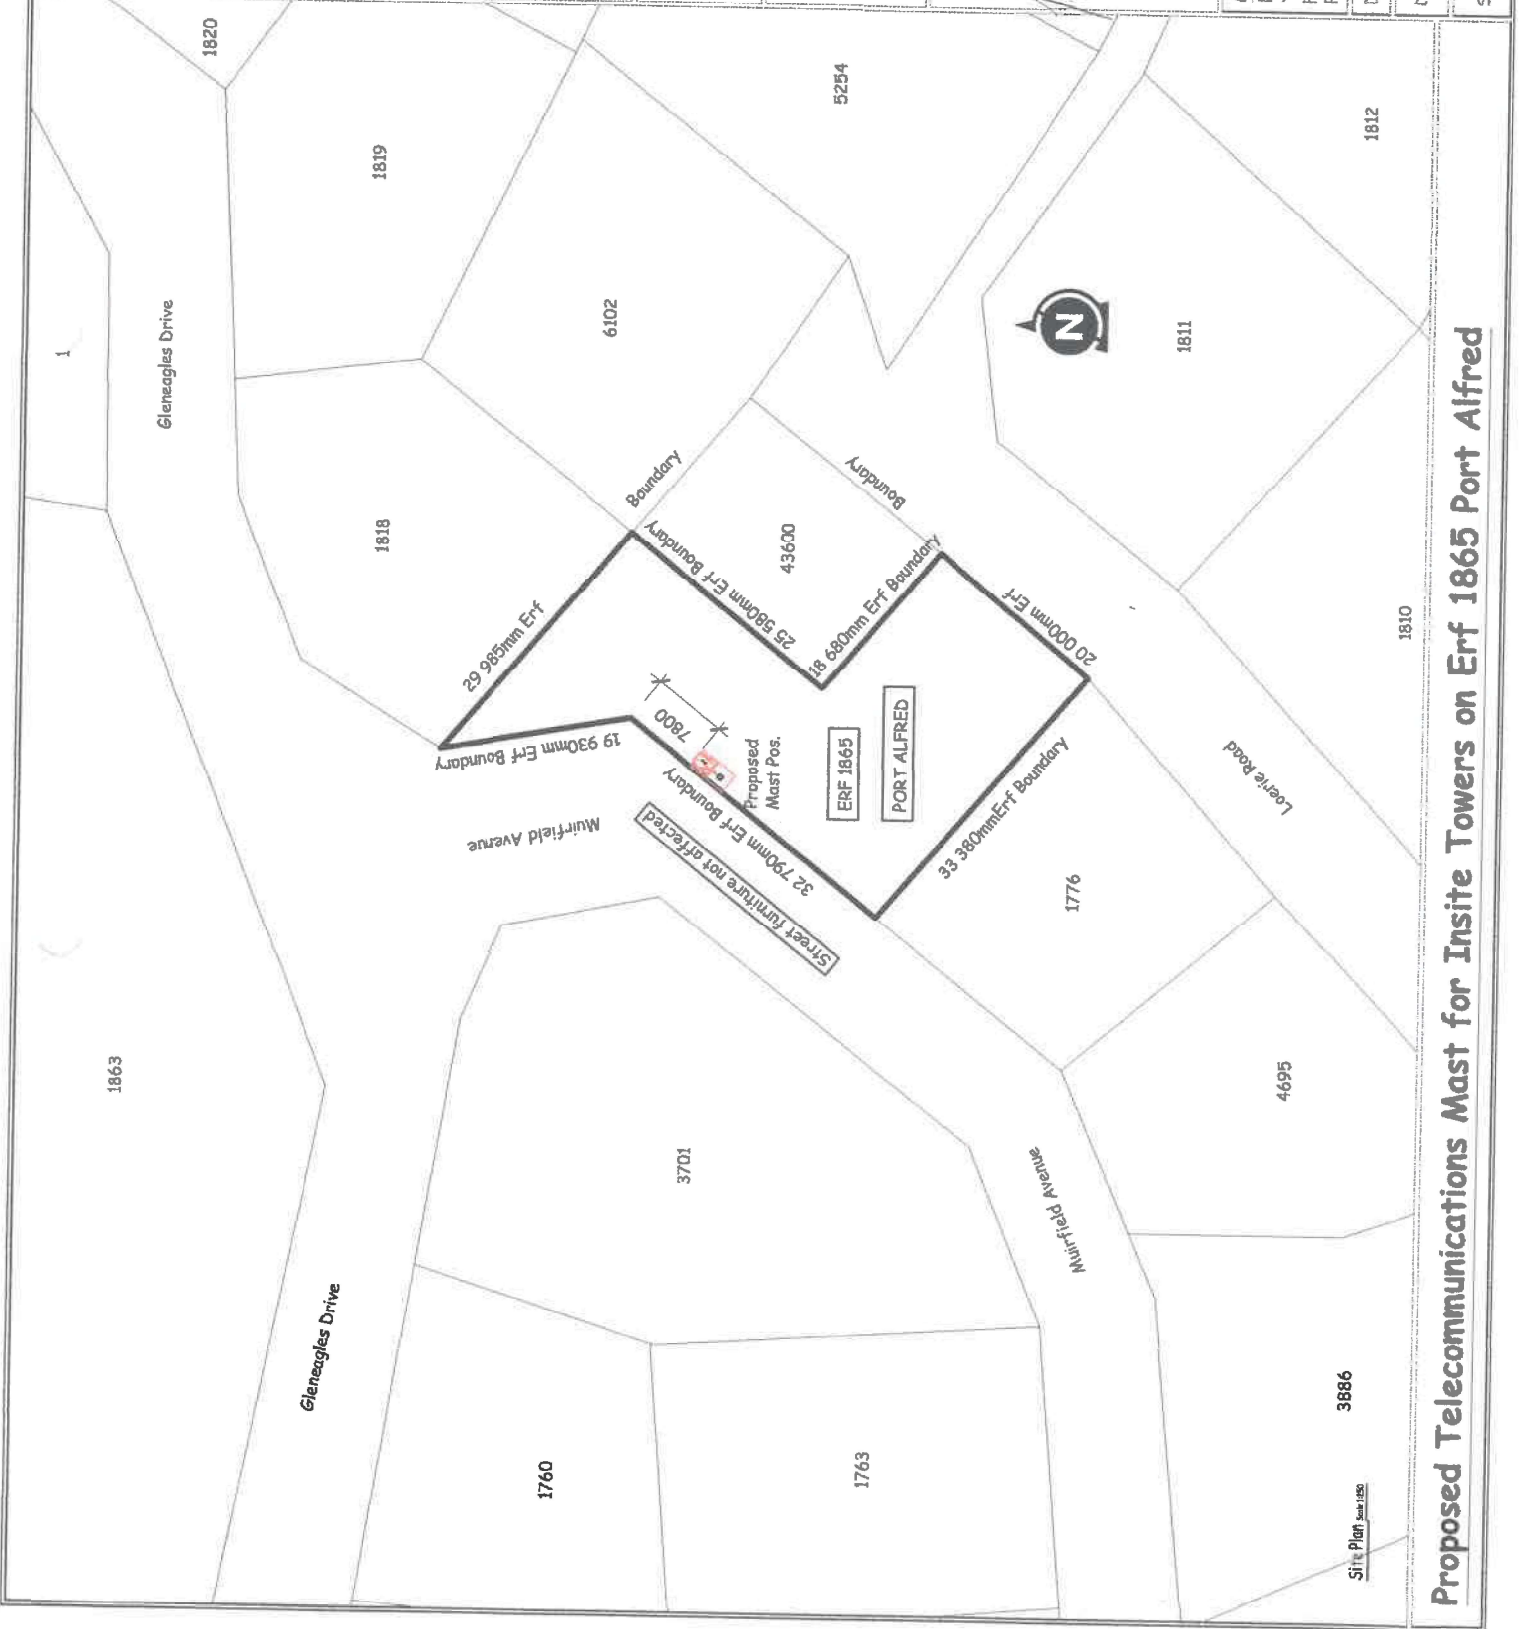 1863
1
1820
Gleneagles Drive
1819
5254
6102
1818
29 985mm Erf
Boundary
25 580mm Erf Boundary
43600
Boundary
18 680mm Erf Boundary
20 000mm Erf
19 930mm Erf Boundary
7800
Proposed
Mast Pos.
32 790mm Erf Boundary
Street furniture not affected
ERF 1865
PORT ALFRED
33 380mmErf Boundary
Muirfield Avenue
N
1811
1812
1810
Loerie Road
1776
4695
3701
Gleneagles Drive
Muirfield Avenue
1760
1763
3886
Site Plan
Proposed Telecommunications Mast for Insite Towers on Erf 1865 Port Alfred